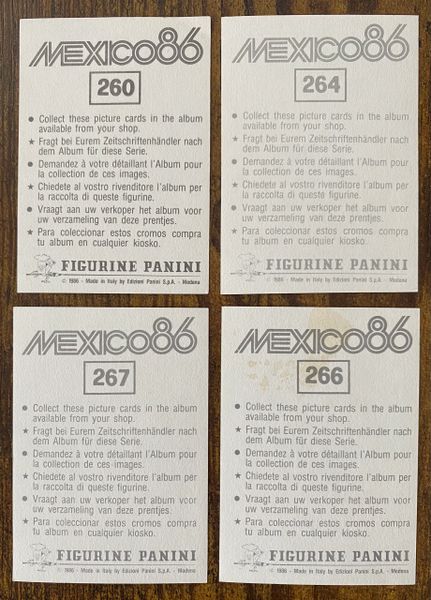 MEXICO86
260
● Collect these picture cards in the album
available from your shop.
★ Fragt bei Eurem Zeitschriftenhändler nach
dem Album für diese Serie.
● Demandez à votre détaillant l'Album pour
la collection de ces images.
★ Chiedete al vostro rivenditore l'album per
la raccolta di queste figurine.
● Vraagt aan uw verkoper het album voor
uw verzameling van deze prentjes.
★ Para coleccionar estos cromos compra
tu album en cualquier kiosko.
FIGURINE PANINI
© 1986 - Made in Italy by Edizioni Panini S.p.A. - Modena
MEXICO86
264
● Collect these picture cards in the album
available from your shop.
★ Fragt bei Eurem Zeitschriftenhändler nach
dem Album für diese Serie.
● Demandez à votre détaillant l'Album pour
la collection de ces images.
★ Chiedete al vostro rivenditore l'album per
la raccolta di queste figurine.
● Vraagt aan uw verkoper het album voor
uw verzameling van deze prentjes.
★ Para coleccionar estos cromos compra
tu album en cualquier kiosko.
FIGURINE PANINI
© 1986 - Made in Italy by Edizioni Panini S.p.A. - Modena
MEXICO86
267
● Collect these picture cards in the album
available from your shop.
★ Fragt bei Eurem Zeitschriftenhändler nach
dem Album für diese Serie.
● Demandez à votre détaillant l'Album pour
la collection de ces images.
★ Chiedete al vostro rivenditore l'album per
la raccolta di queste figurine.
● Vraagt aan uw verkoper het album voor
uw verzameling van deze prentjes.
★ Para coleccionar estos cromos compra
tu album en cualquier kiosko.
FIGURINE PANINI
© 1986 - Made in Italy by Edizioni Panini S.p.A. - Modena
MEXICO86
266
● Collect these picture cards in the album
available from your shop.
★ Fragt bei Eurem Zeitschriftenhändler nach
dem Album für diese Serie.
● Demandez à votre détaillant l'Album pour
la collection de ces images.
★ Chiedete al vostro rivenditore l'album per
la raccolta di queste figurine.
● Vraagt aan uw verkoper het album voor
uw verzameling van deze prentjes.
★ Para coleccionar estos cromos compra
tu album en cualquier kiosko.
FIGURINE PANINI
© 1986 - Made in Italy by Edizioni Panini S.p.A. - Modena